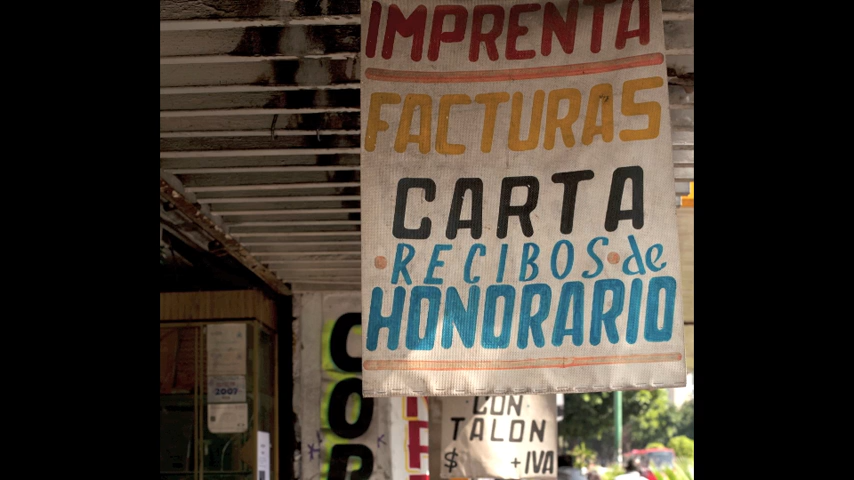 IMPRENTA
FACTURAS
CARTA
RECIBOS de
HONORARIO
CON
TALON
$ +IVA
2007